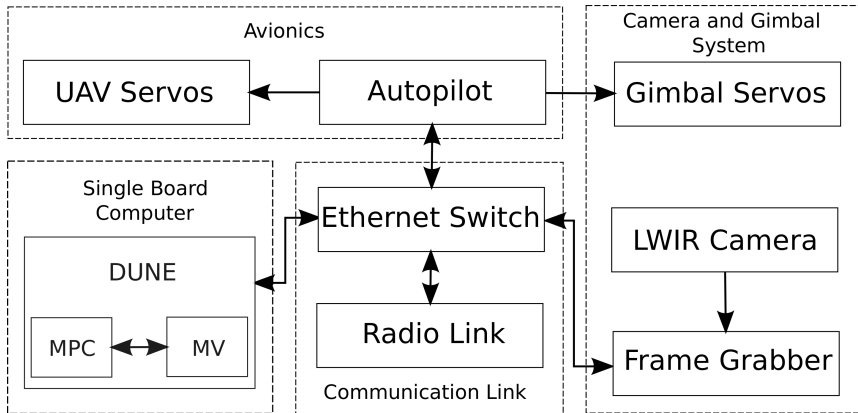 Avionics
UAV Servos
Autopilot
Camera and Gimbal
System
Gimbal Servos
Single Board
Computer
DUNE
MPC
MV
Ethernet Switch
Radio Link
Communication Link
LWIR Camera
Frame Grabber